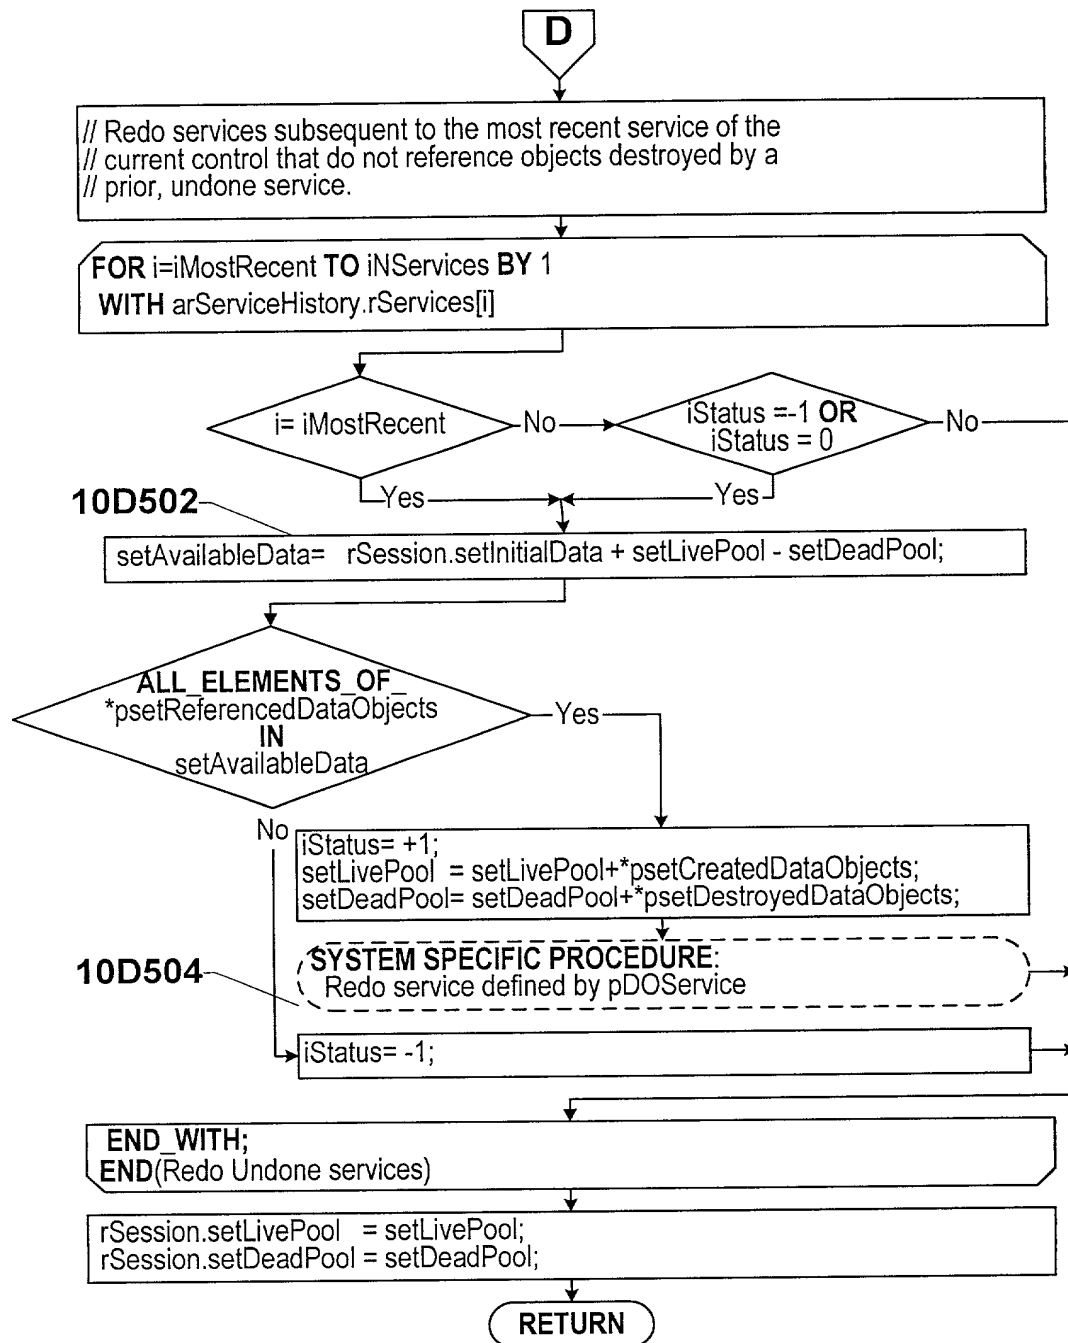 D
// Redo services subsequent to the most recent service of the
// current control that do not reference objects destroyed by a
// prior, undone service.
FOR i=iMostRecent TO iNServices BY 1
WITH arServiceHistory.rServices[i]
i= iMostRecent
No
iStatus =-1 OR
iStatus = 0
No
Yes
Yes
10D502
setAvailableData= rSession.setInitialData + setLivePool - setDeadPool;
ALL_ELEMENTS_OF_
*psetReferencedDataObjects
IN
setAvailableData
Yes
No
iStatus= +1;
setLivePool = setLivePool+*psetCreatedDataObjects;
setDeadPool= setDeadPool+*psetDestroyedDataObjects;
10D504
SYSTEM SPECIFIC PROCEDURE:
Redo service defined by pDOService
iStatus= -1;
END_WITH;
END(Redo Undone services)
rSession.setLivePool = setLivePool;
rSession.setDeadPool = setDeadPool;
RETURN